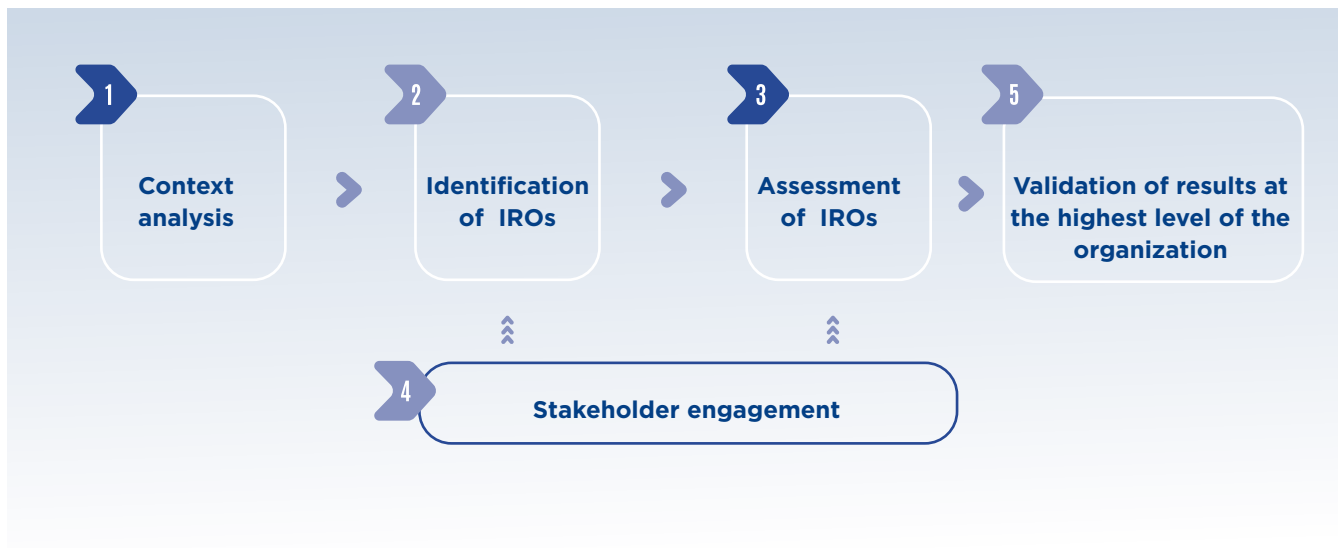 1
Context
analysis
2
Identification
of IROs
3
Assessment
of IROs
5
Validation of results at
the highest level of the
organization
4
Stakeholder engagement